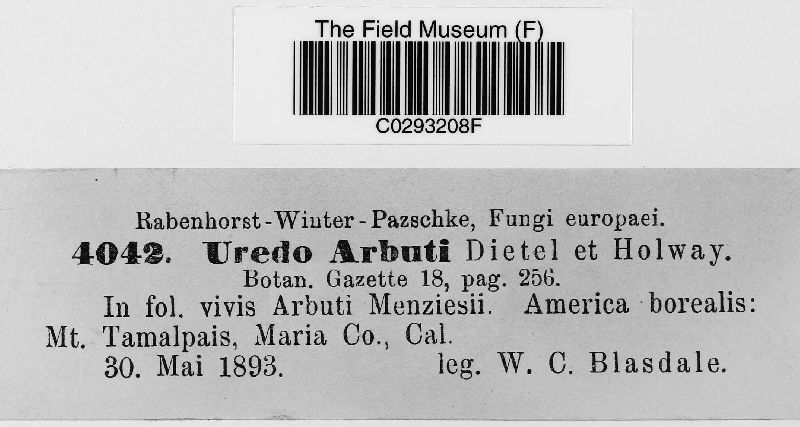 The Field Museum (F)
C0293208F
Rabenhorst-Winter-Pazschke, Fungi europaei.
4042. Uredo Arbuti Dietel et Holway.
Botan. Gazette 18, pag. 256.
In fol. vivis Arbuti Menziesii. America borealis:
Mt. Tamalpais, Maria Co., Cal.
30. Mai 1893. leg. W. C. Blasdale.